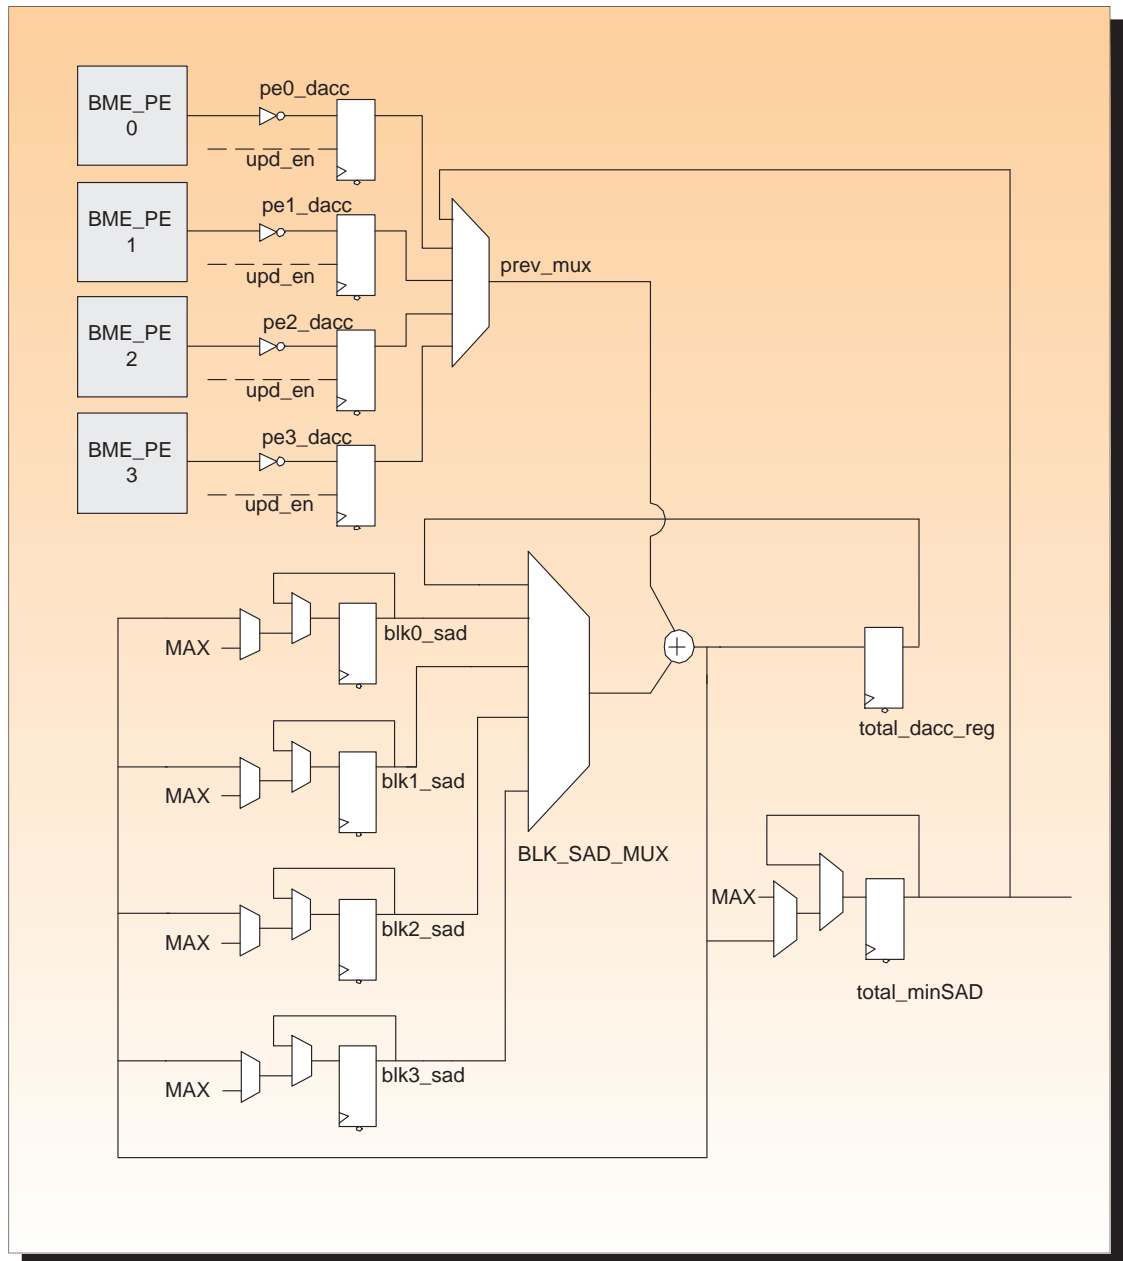 BME_PE
0
pe0_dacc
upd_en
BME_PE
1
pe1_dacc
upd_en
prev_mux
BME_PE
2
pe2_dacc
upd_en
BME_PE
3
pe3_dacc
upd_en
MAX
blk0_sad
total_dacc_reg
MAX
blk1_sad
BLK_SAD_MUX
MAX
MAX
blk2_sad
total_minSAD
MAX
blk3_sad